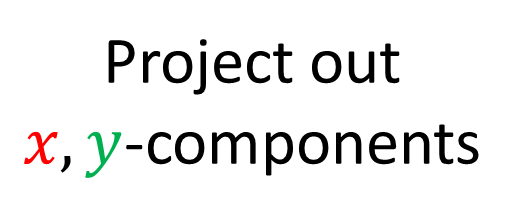 Project out
x, y-components